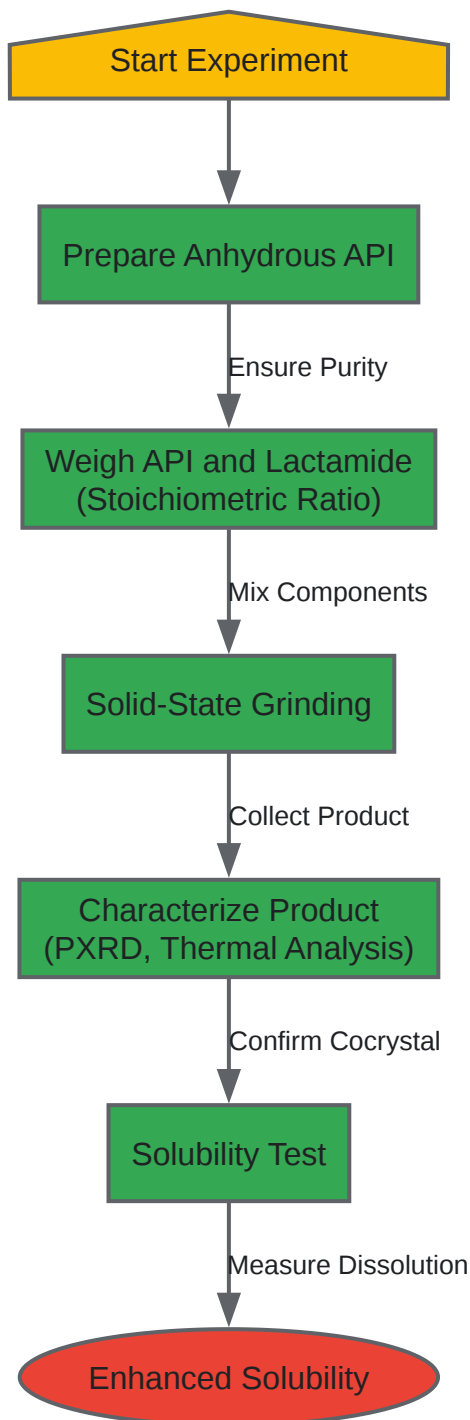 Start Experiment
Prepare Anhydrous API
Ensure Purity
Weigh API and Lactamide
(Stoichiometric Ratio)
Mix Components
Solid-State Grinding
Collect Product
Characterize Product
(PXRD, Thermal Analysis)
Confirm Cocrystal
Solubility Test
Measure Dissolution
Enhanced Solubility